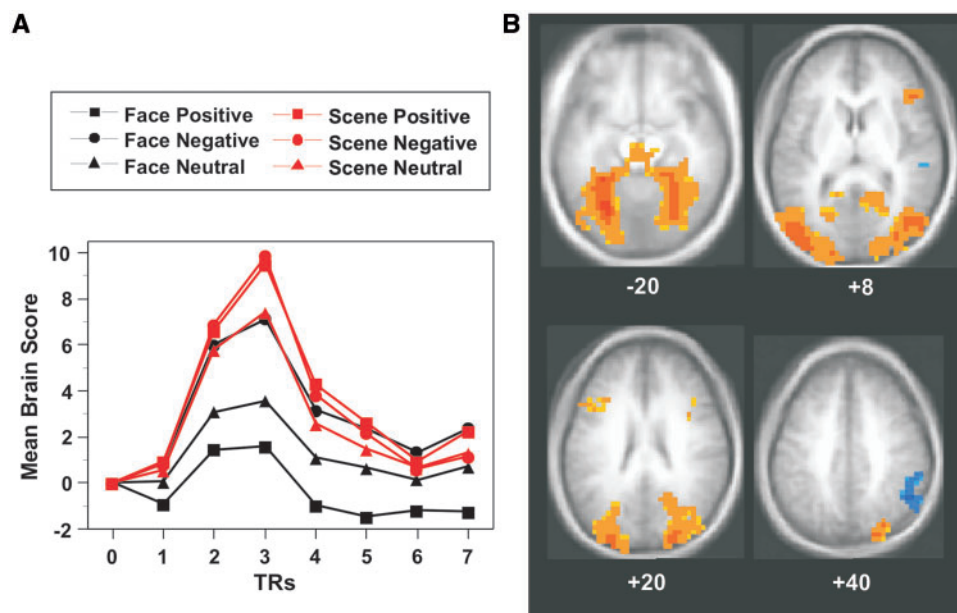 A
Face Positive
Face Negative
Face Neutral
Scene Positive
Scene Negative
Scene Neutral
Mean Brain Score
10
8
6
4
2
0
-2
0 1 2 3 4 5 6 7
TRs
B
-20 +8
+20 +40